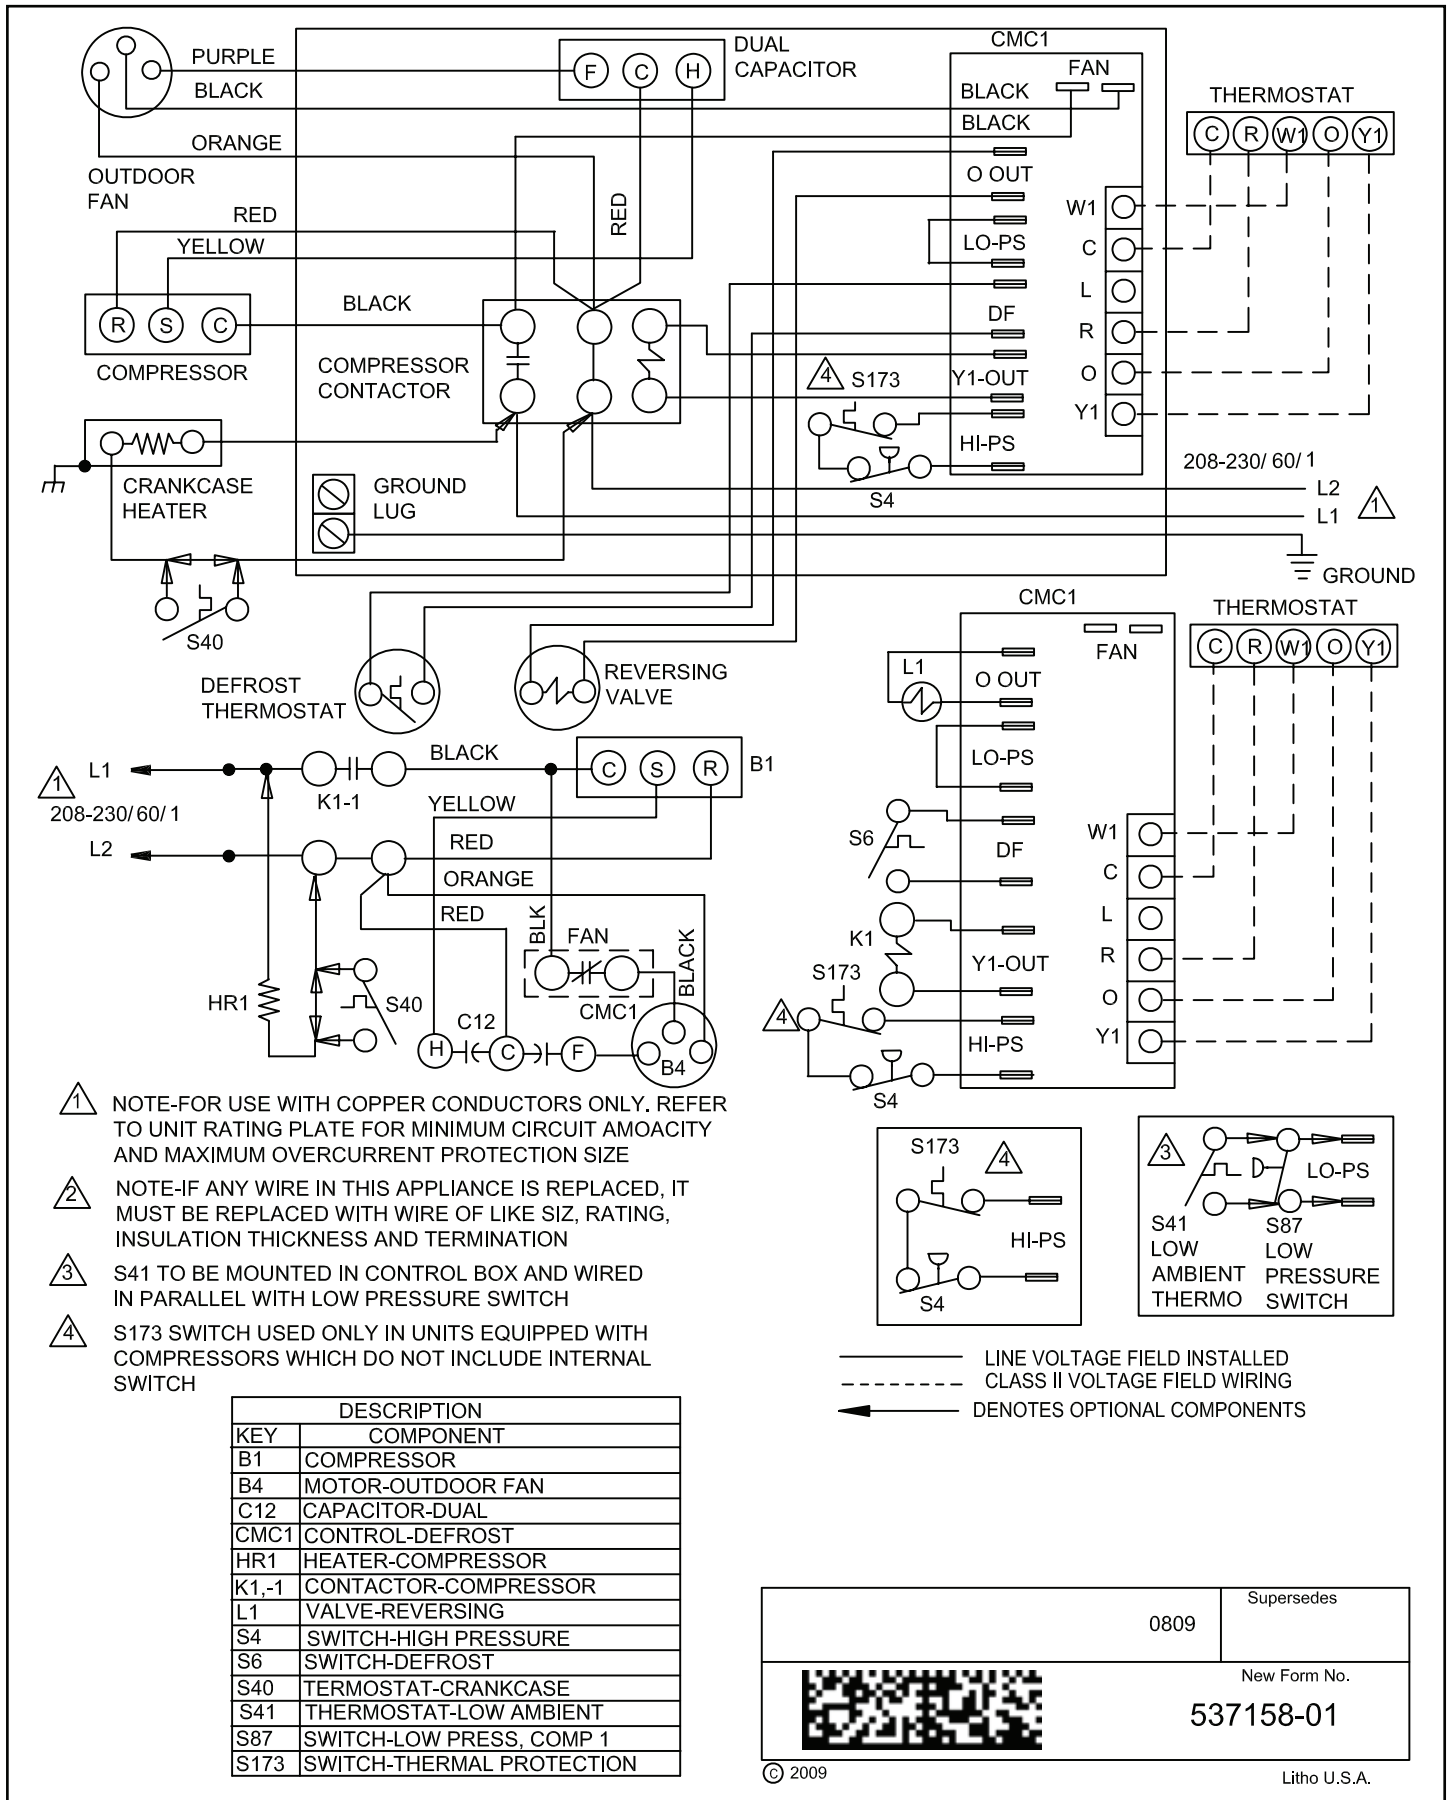 PURPLE
BLACK
ORANGE
OUTDOOR
FAN
F C H
DUAL
CAPACITOR
CMC1
FAN
BLACK
BLACK
THERMOSTAT
C R W1 O Y1
O OUT
LO-PS
DF
Y1-OUT
HI-PS
W1
C
L
R
O
Y1
RED
YELLOW
RED
R S C
COMPRESSOR
BLACK
COMPRESSOR
CONTACTOR
4 S173
S4
CRANKCASE
HEATER
GROUND
LUG
208-230/ 60/ 1
L2
L1
1
GROUND
S40
DEFROST
THERMOSTAT
REVERSING
VALVE
CMC1
FAN
THERMOSTAT
C R W1 O Y1
L1
O OUT
LO-PS
S6
DF
K1
Y1-OUT
S173
4
HI-PS
S4
W1
C
L
R
O
Y1
1
L1
208-230/ 60/ 1
L2
K1-1
BLACK
C S R
B1
YELLOW
RED
ORANGE
RED
BLK
FAN
CMC1
BLACK
HR1
S40
C12
H C F
B4
1 NOTE-FOR USE WITH COPPER CONDUCTORS ONLY. REFER
TO UNIT RATING PLATE FOR MINIMUM CIRCUIT AMOACITY
AND MAXIMUM OVERCURRENT PROTECTION SIZE
2 NOTE-IF ANY WIRE IN THIS APPLIANCE IS REPLACED, IT
MUST BE REPLACED WITH WIRE OF LIKE SIZ, RATING,
INSULATION THICKNESS AND TERMINATION
3 S41 TO BE MOUNTED IN CONTROL BOX AND WIRED
IN PARALLEL WITH LOW PRESSURE SWITCH
4 S173 SWITCH USED ONLY IN UNITS EQUIPPED WITH
COMPRESSORS WHICH DO NOT INCLUDE INTERNAL
SWITCH
S173 4
HI-PS
S4
3
LO-PS
S41
LOW
AMBIENT
THERMO
S87
LOW
PRESSURE
SWITCH
LINE VOLTAGE FIELD INSTALLED
CLASS II VOLTAGE FIELD WIRING
DENOTES OPTIONAL COMPONENTS
DESCRIPTION
KEY COMPONENT
B1 COMPRESSOR
B4 MOTOR-OUTDOOR FAN
C12 CAPACITOR-DUAL
CMC1 CONTROL-DEFROST
HR1 HEATER-COMPRESSOR
K1,-1 CONTACTOR-COMPRESSOR
L1 VALVE-REVERSING
S4 SWITCH-HIGH PRESSURE
S6 SWITCH-DEFROST
S40 TERMOSTAT-CRANKCASE
S41 THERMOSTAT-LOW AMBIENT
S87 SWITCH-LOW PRESS, COMP 1
S173 SWITCH-THERMAL PROTECTION
0809
Supersedes
New Form No.
537158-01
© 2009
Litho U.S.A.